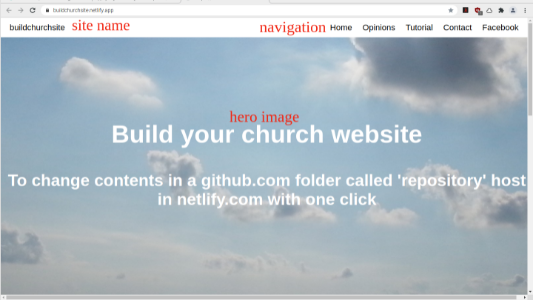 buildchurchsite.netlify.app
buildchurchsite site name navigation Home Opinions Tutorial Contact Facebook
hero image
Build your church website
To change contents in a github.com folder called 'repository' host
in netlify.com with one click